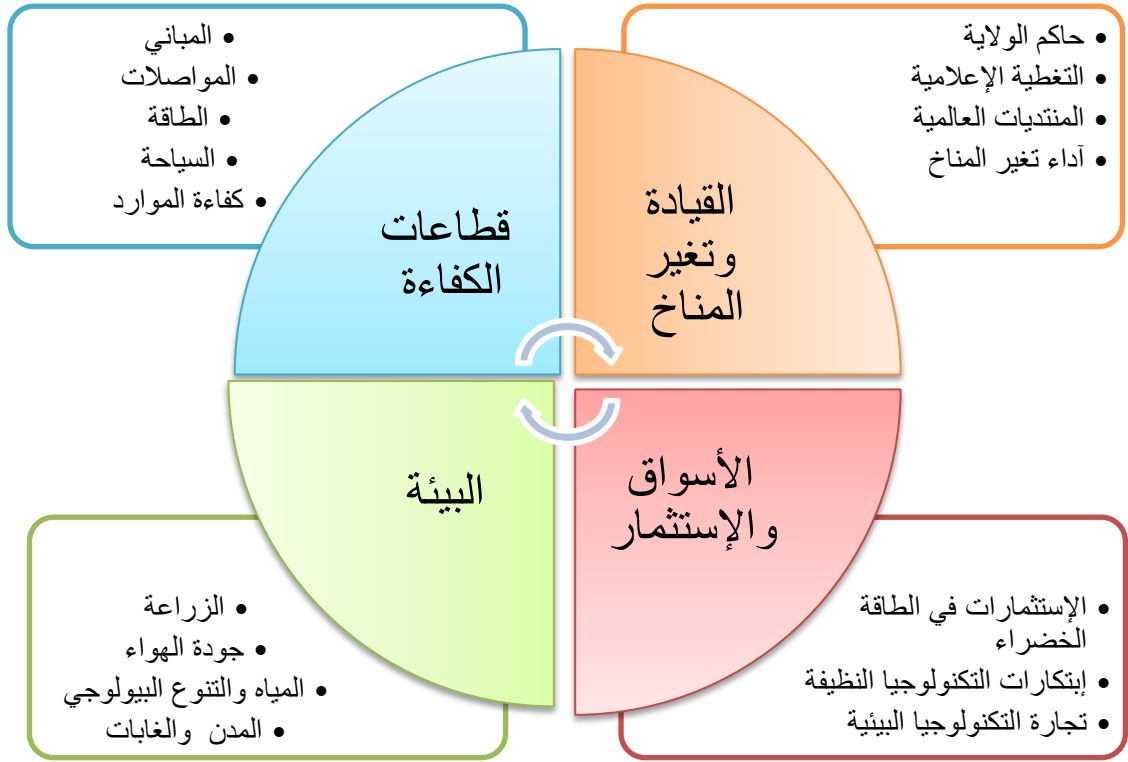 حاكم الولاية
التغطية الإعلامية
المنتديات العالمية
آداء تغير المناخ
القيادة
وتغير
المناخ
المباني
المواصلات
الطاقة
السياحة
كفاءة الموارد
قطاعات
الكفاءة
الأسواق
والإستثمار
الإستثمارات في الطاقة
الخضراء
إبتكارات التكنولوجيا النظيفة
تجارة التكنولوجيا البيئية
البيئة
الزراعة
جودة الهواء
المياه والتنوع البيولوجي
المدن والغابات